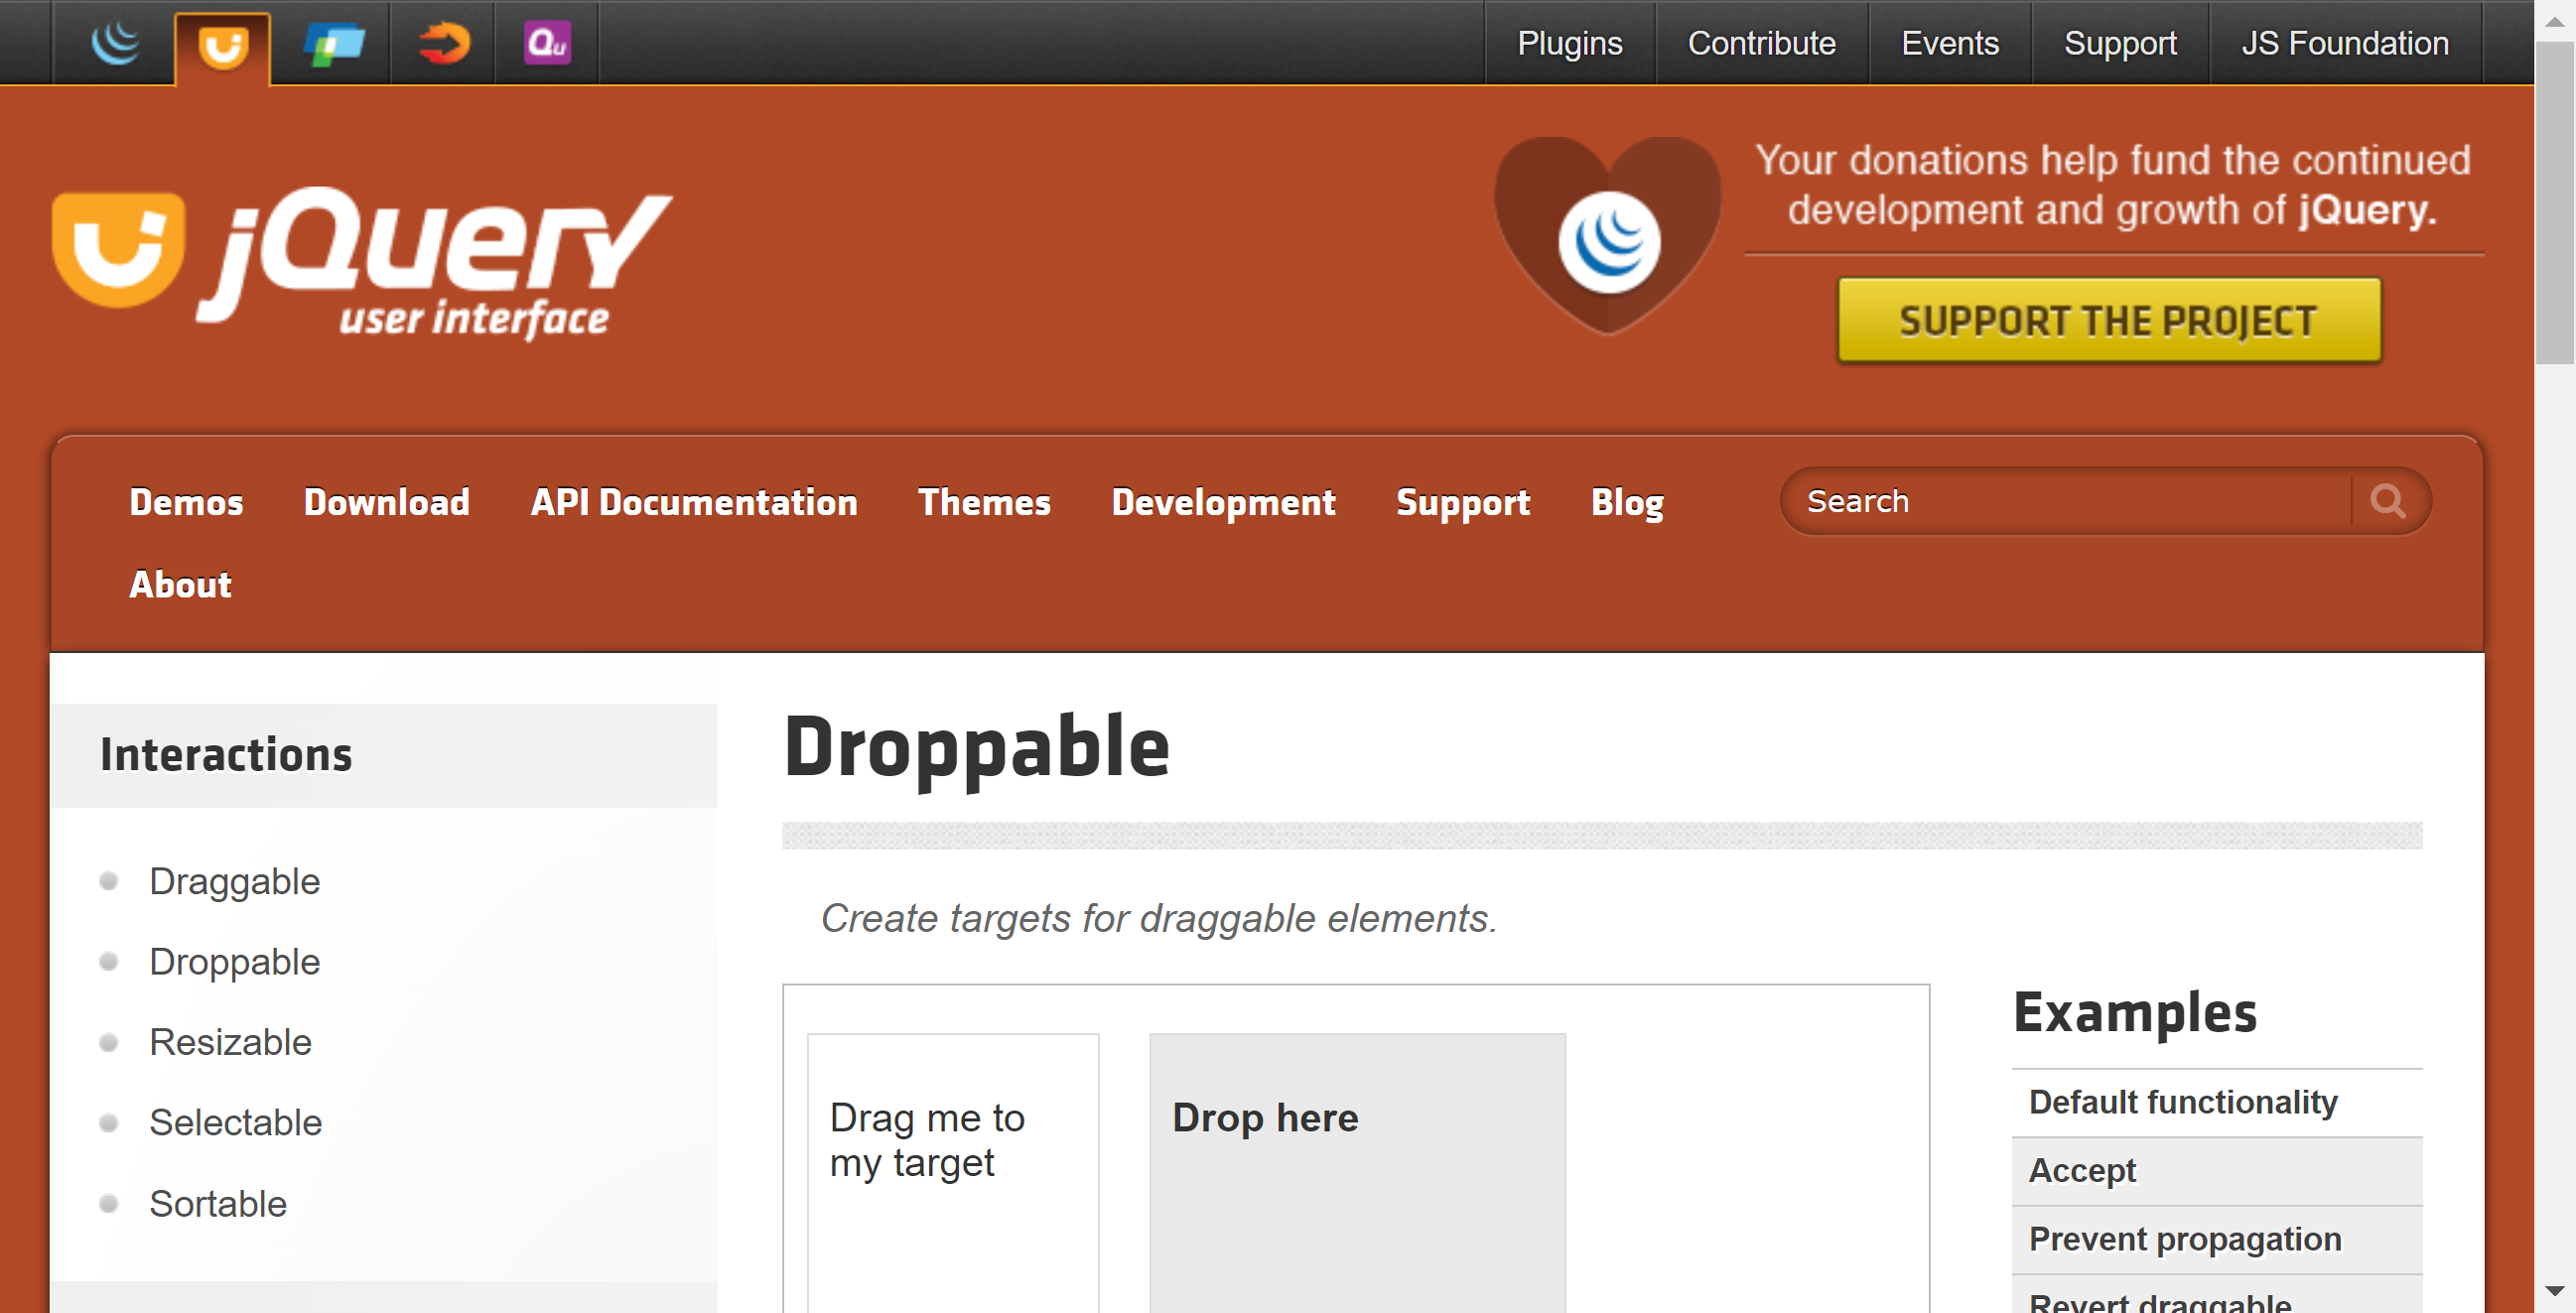 Qu
Plugins
Contribute
Events
Support
JS Foundation
jQuery
user interface
Your donations help fund the continued
development and growth of jQuery.
SUPPORT THE PROJECT
Demos
Download
API Documentation
Themes
Development
Support
Blog
Search
About
Interactions
Draggable
Droppable
Resizable
Selectable
Sortable
Droppable
Create targets for draggable elements.
Drag me to
my target
Drop here
Examples
Default functionality
Accept
Prevent propagation
Revert draggable